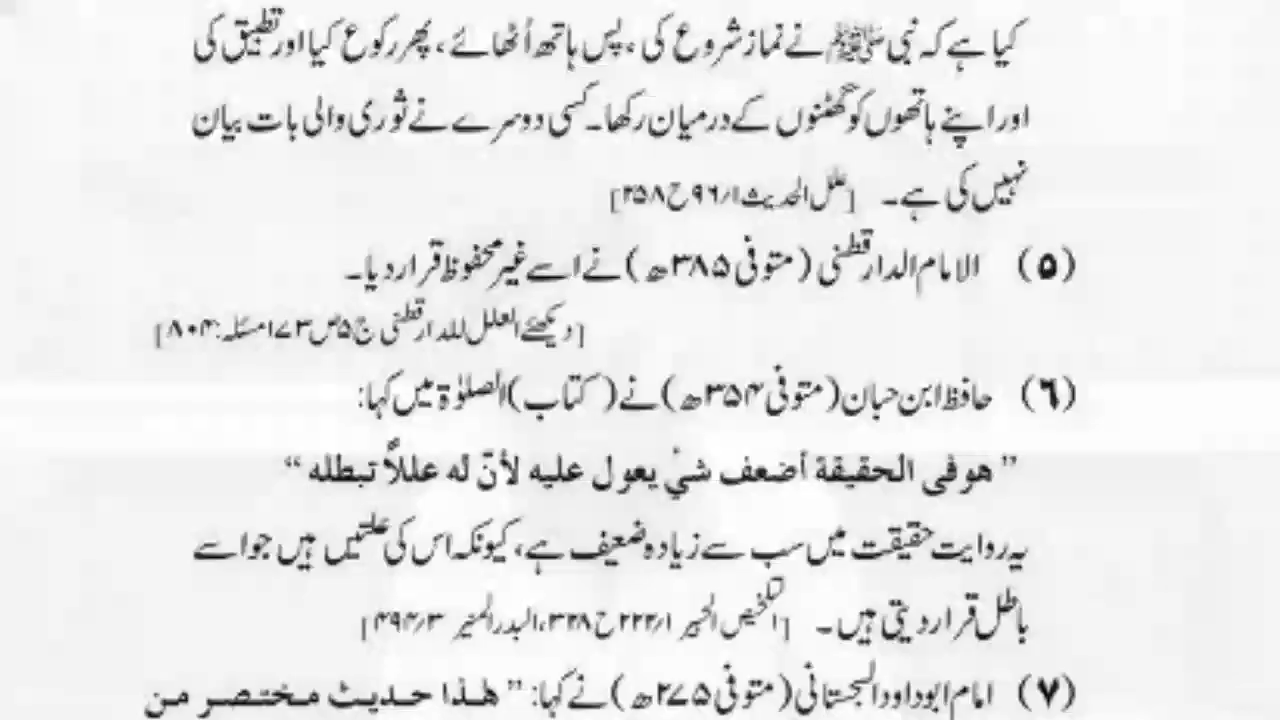 کیا ہے کہ نبی ﷺ نے نماز شروع کی، پس ہاتھ اُٹھائے، پھر رکوع کیا اور تطبیق کی
اور اپنے ہاتھوں کو گھٹنوں کے درمیان رکھا۔ کسی دوسرے نے ثوری والی بات بیان
نہیں کی ہے۔ [علل الحدیث ۱؍۹۶ ح ۲۵۸]
(۵) الامام الدارقطنی (متوفی ۳۸۵ھ) نے اسے غیر محفوظ قرار دیا۔
[دیکھئے العلل للدارقطنی ج ۵ ص ۱۷۳ مسئلہ: ۸۰۴]
(۶) حافظ ابن حبان (متوفی ۳۵۴ھ) نے (کتاب) الصلوٰۃ میں کہا:
”هو فی الحقيقة أضعف شئ يعول عليه لأنّ له عللاً تبطله“
یہ روایت حقیقت میں سب سے زیادہ ضعیف ہے، کیونکہ اس کی علتیں ہیں جو اسے
باطل قرار دیتی ہیں۔ [التلخیص الحبیر ۱؍۲۲۲ ح ۳۲۸، البدر المنیر ۳؍۴۹۴]
(۷) امام ابوداود السجستانی (متوفی ۲۷۵ھ) نے کہا: ”هٰذا حديث مختصر من